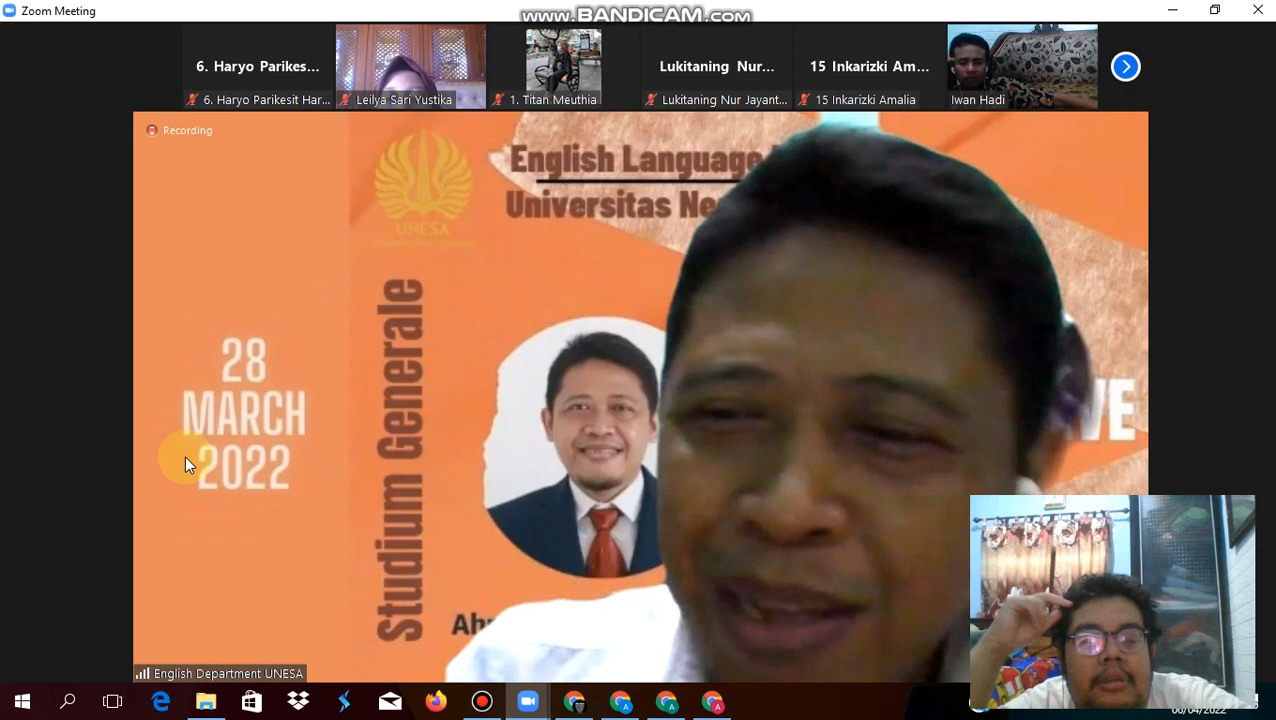 Zoom Meeting
www.BANDICAM.com
6. Haryo Parikes...
Lukitaning Nur...
15 Inkarizki Am...
6. Haryo Parikesit Har...
Leilya Sari Yustika
1. Titan Meuthia
Lukitaning Nur Jayant...
15 Inkarizki Amalia
Iwan Hadi
Recording
UNESA
English Language
Universitas Ne
Studium Generale
28
MARCH
2022
VE
Ah
English Department UNESA